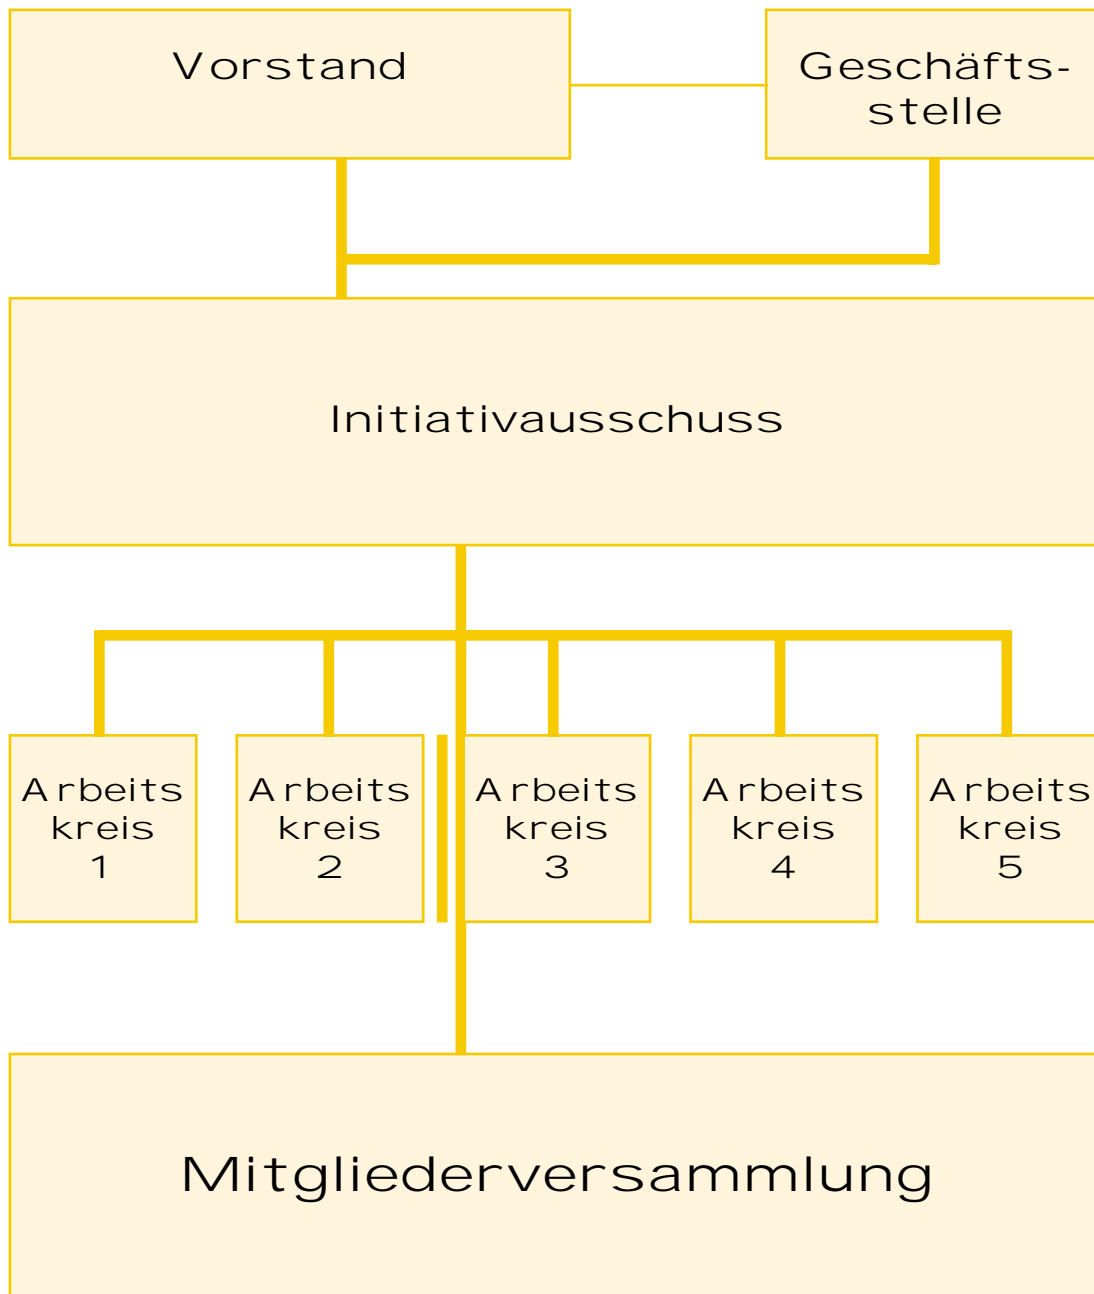 Vorstand
Geschäfts-
stelle
Initiativausschuss
Arbeits
kreis
1
Arbeits
kreis
2
Arbeits
kreis
3
Arbeits
kreis
4
Arbeits
kreis
5
Mitgliederversammlung